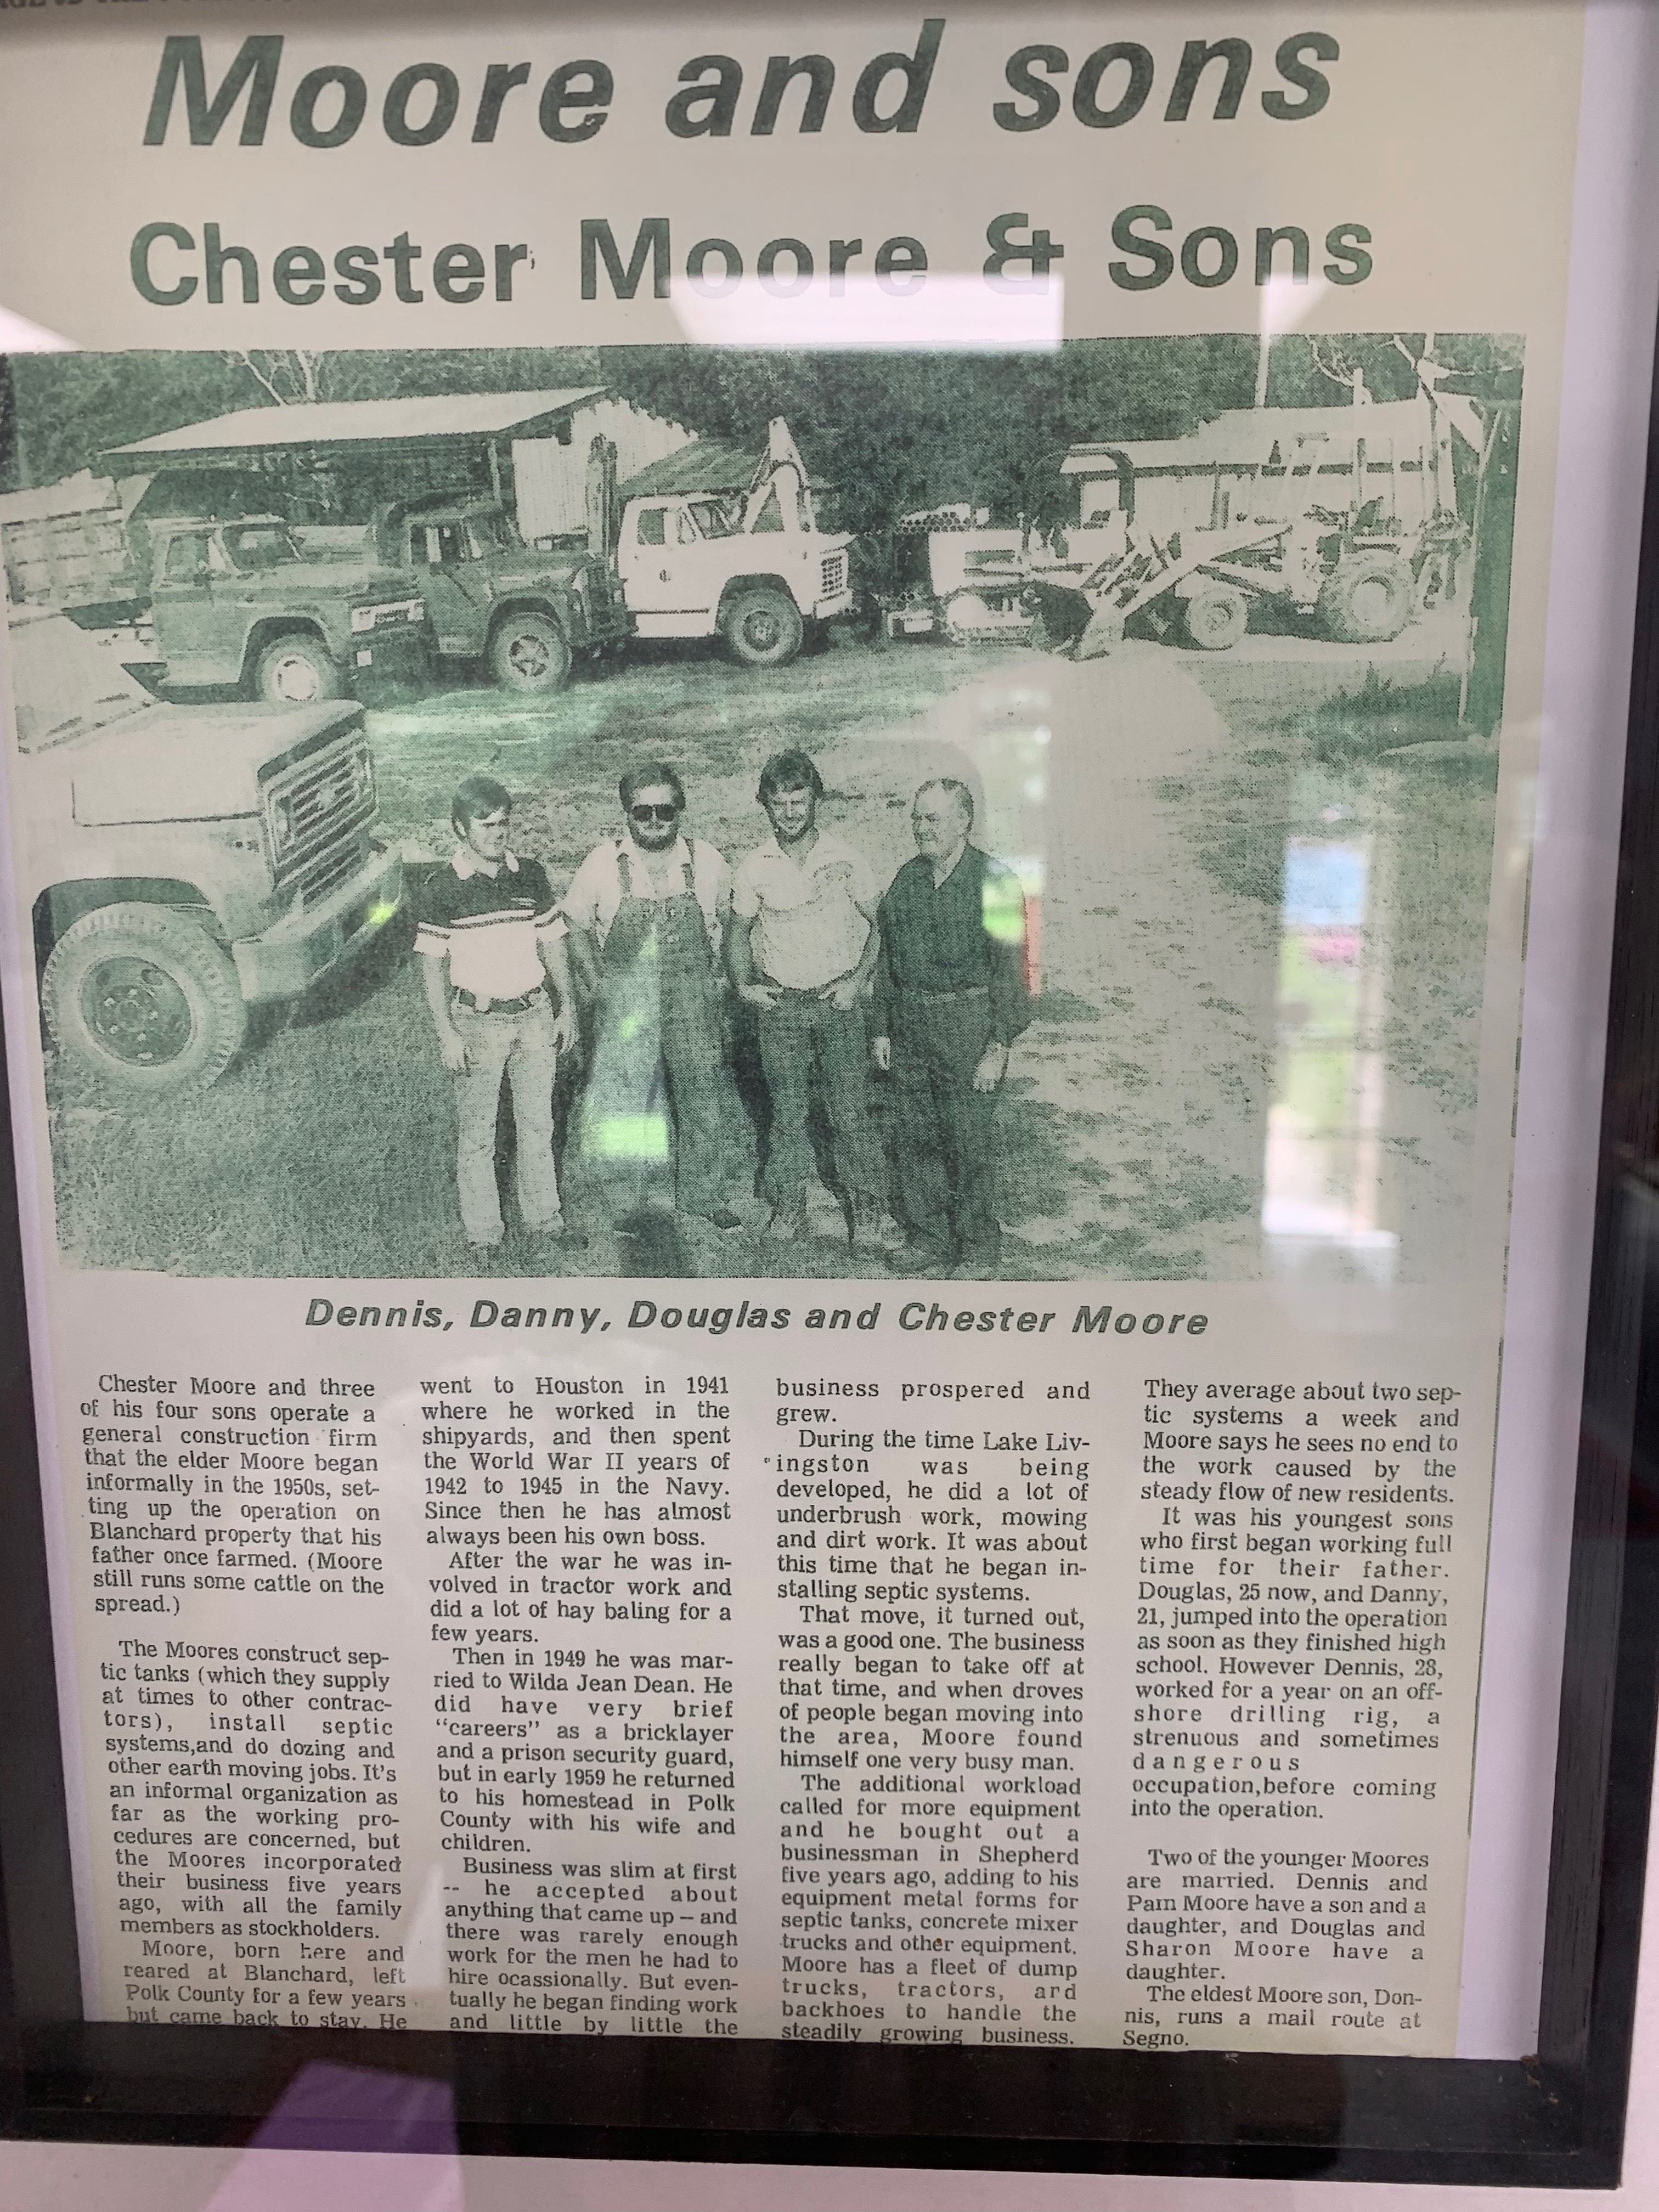 Moore and sons
Chester Moore & Sons
Dennis, Danny, Douglas and Chester Moore
Chester Moore and three
of his four sons operate a
general construction firm
that the elder Moore began
informally in the 1950s, set-
ting up the operation on
Blanchard property that his
father once farmed. (Moore
still runs some cattle on the
spread.)
The Moores construct sep-
tic tanks (which they supply
at times to other contrac-
tors), install septic
systems,and do dozing and
other earth moving jobs. It's
an informal organization as
far as the working pro-
cedures are concerned, but
the Moores incorporated
their business five years
ago, with all the family
members as stockholders.
Moore, born here and
reared at Blanchard, left
Polk County for a few years
but came back to stay. He
went to Houston in 1941
where he worked in the
shipyards, and then spent
the World War II years of
1942 to 1945 in the Navy.
Since then he has almost
always been his own boss.
After the war he was in-
volved in tractor work and
did a lot of hay baling for a
few years.
Then in 1949 he was mar-
ried to Wilda Jean Dean. He
did have very brief
"careers" as a bricklayer
and a prison security guard,
but in early 1959 he returned
to his homestead in Polk
County with his wife and
children.
Business was slim at first
-- he accepted about
anything that came up – and
there was rarely enough
work for the men he had to
hire ocassionally. But even-
tually he began finding work
and little by little the
business prospered and
grew.
During the time Lake Liv-
ingston was being
developed, he did a lot of
underbrush work, mowing
and dirt work. It was about
this time that he began in-
stalling septic systems.
That move, it turned out,
was a good one. The business
really began to take off at
that time, and when droves
of people began moving into
the area, Moore found
himself one very busy man.
The additional workload
called for more equipment
and he bought out a
businessman in Shepherd
five years ago, adding to his
equipment metal forms for
septic tanks, concrete mixer
trucks and other equipment.
Moore has a fleet of dump
trucks, tractors, ard
backhoes to handle the
steadily growing business.
They average about two sep-
tic systems a week and
Moore says he sees no end to
the work caused by the
steady flow of new residents.
It was his youngest sons
who first began working full
time for their father.
Douglas, 25 now, and Danny,
21, jumped into the operation
as soon as they finished high
school. However Dennis, 28,
worked for a year on an off-
shore drilling rig, a
strenuous and sometimes
dangerous
occupation,before coming
into the operation.
Two of the younger Moores
are married. Dennis and
Pam Moore have a son and a
daughter, and Douglas and
Sharon Moore have a
daughter.
The eldest Moore son, Don-
nis, runs a mail route at
Segno.